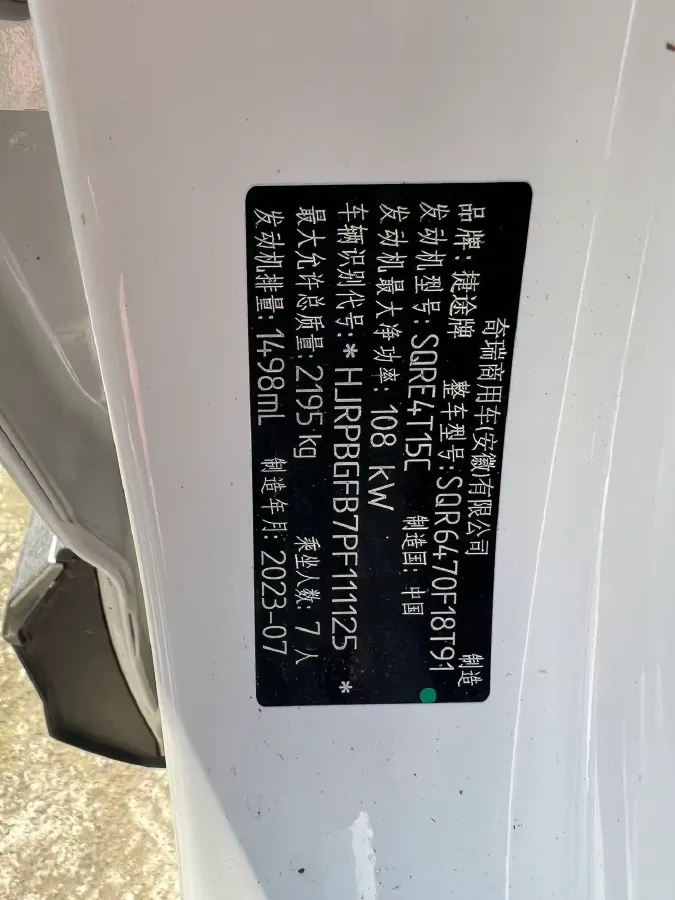 奇瑞商用车(安徽)有限公司 制造
品牌:捷途牌 整车型号:SQR6470F18T91
发动机型号:SQRE4T15C 制造国:中国
发动机最大净功率:108 kW
车辆识别代号:*HJRPBGFB7PF111125 *
最大允许总质量:2195 kg 乘坐人数:7 人
发动机排量:1498mL 制造年月:2023-07